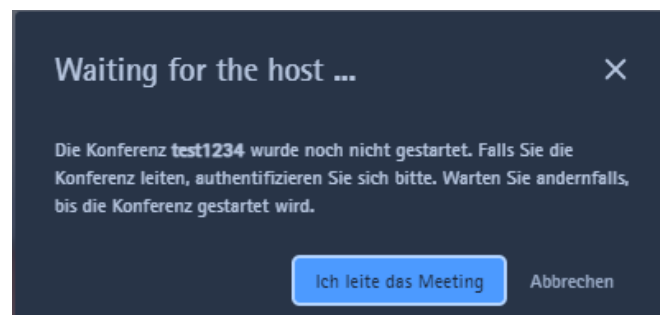 Waiting for the host ...
Die Konferenz test1234 wurde noch nicht gestartet. Falls Sie die
Konferenz leiten, authentifizieren Sie sich bitte. Warten Sie andernfalls,
bis die Konferenz gestartet wird.
Ich leite das Meeting Abbrechen